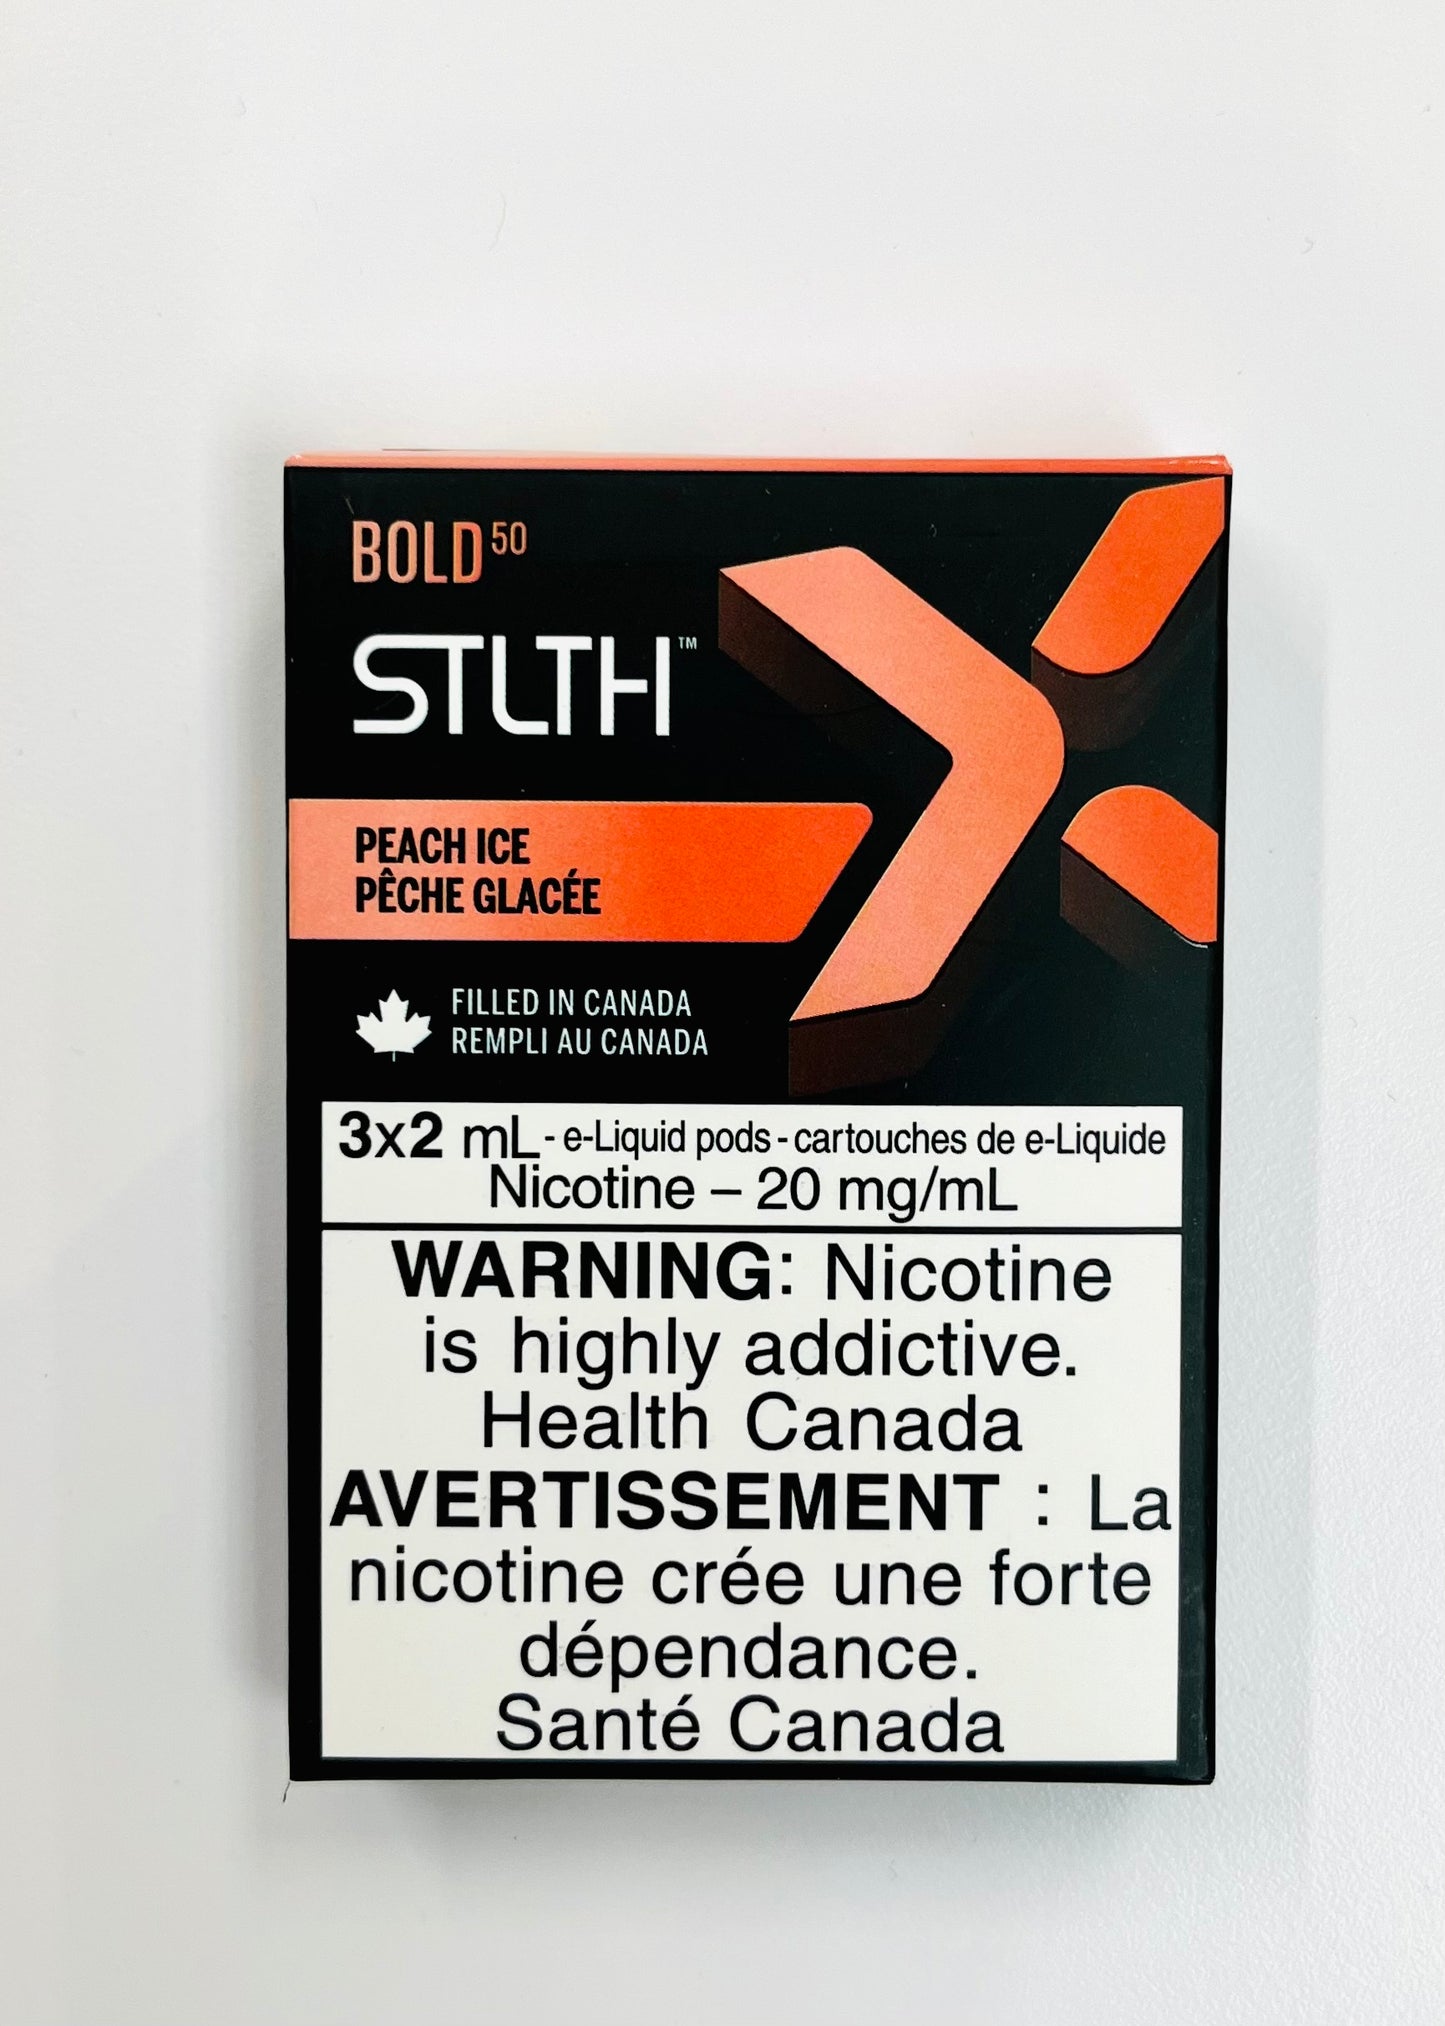 BOLD 50
STLTH™
PEACH ICE
PÊCHE GLACÉE
FILLED IN CANADA
REMPLI AU CANADA
3x2 mL - e-Liquid pods - cartouches de e-Liquide
Nicotine – 20 mg/mL
WARNING: Nicotine
is highly addictive.
Health Canada
AVERTISSEMENT : La
nicotine crée une forte
dépendance.
Santé Canada